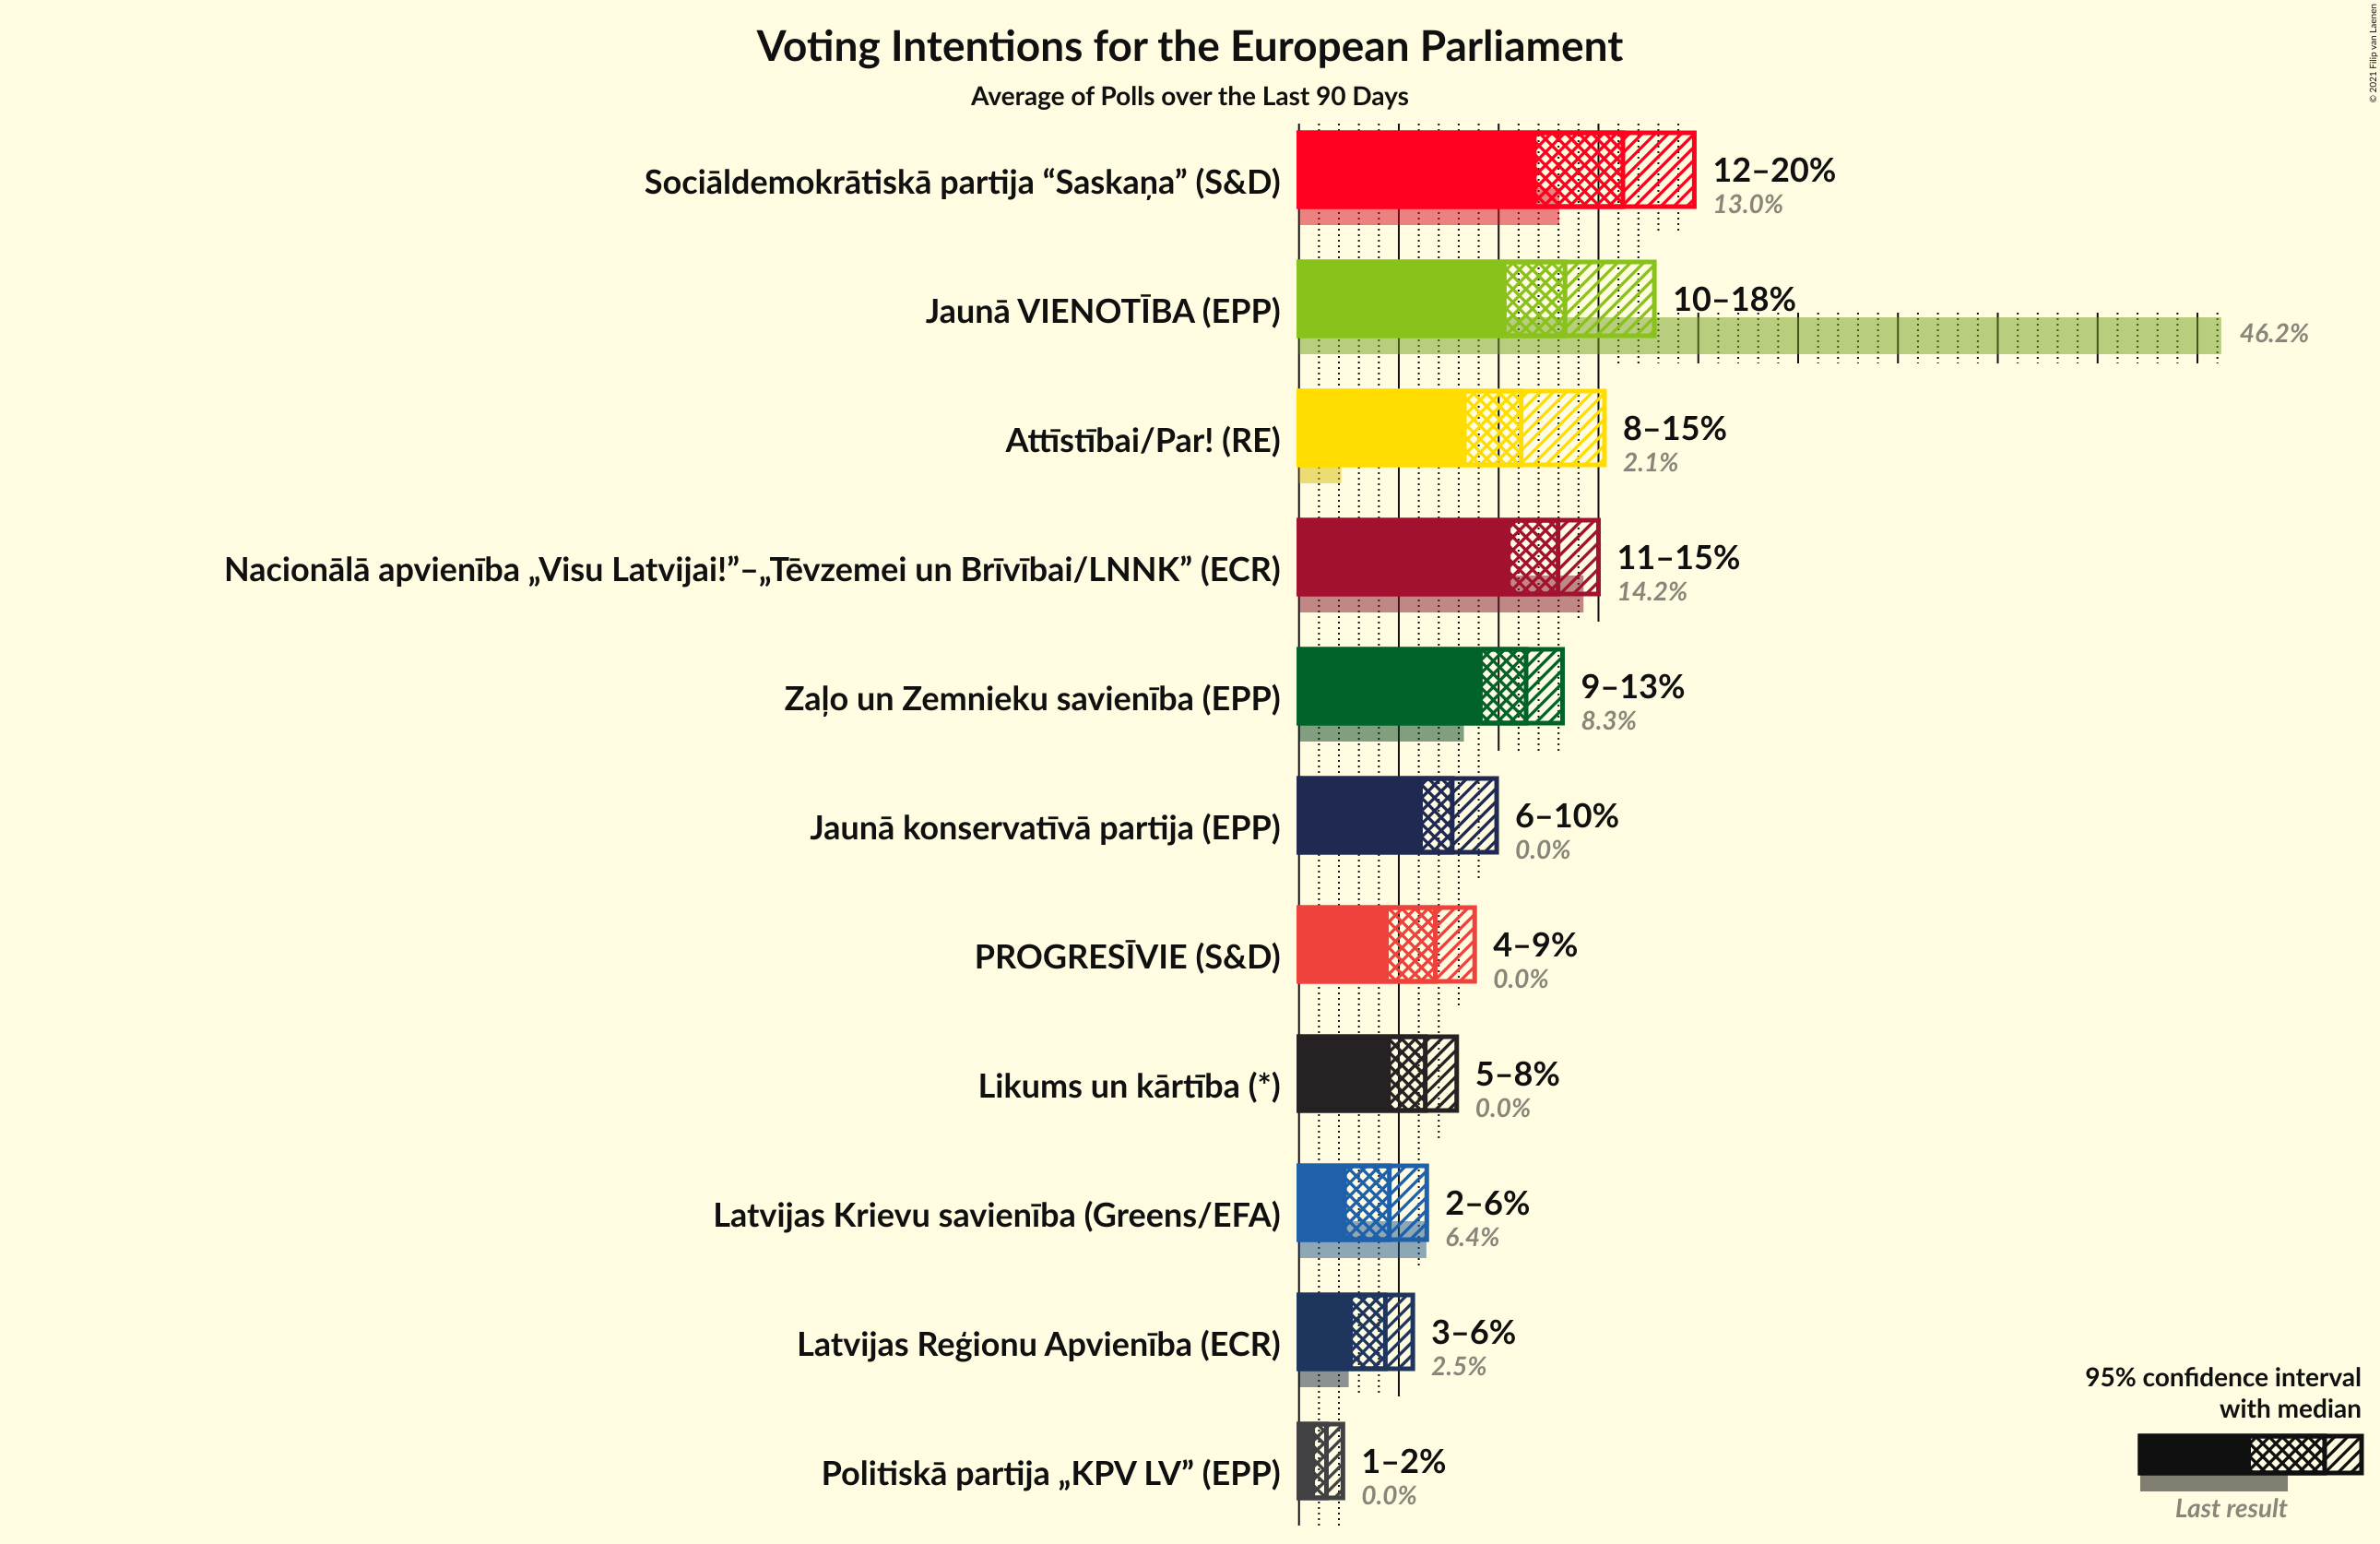 Voting Intentions for the European Parliament
Average of Polls over the Last 90 Days
© 2021 Filip van Laenen
Sociāldemokrātiskā partija “Saskaņa” (S&D)
12–20%
13.0%
Jaunā VIENOTĪBA (EPP)
10–18%
46.2%
Attīstībai/Par! (RE)
8–15%
2.1%
Nacionālā apvienība „Visu Latvijai!”–„Tēvzemei un Brīvībai/LNNK” (ECR)
11–15%
14.2%
Zaļo un Zemnieku savienība (EPP)
9–13%
8.3%
Jaunā konservatīvā partija (EPP)
6–10%
0.0%
PROGRESĪVIE (S&D)
4–9%
0.0%
Likums un kārtība (*)
5–8%
0.0%
Latvijas Krievu savienība (Greens/EFA)
2–6%
6.4%
Latvijas Reģionu Apvienība (ECR)
3–6%
2.5%
Politiskā partija „KPV LV” (EPP)
1–2%
0.0%
95% confidence interval
with median
Last result